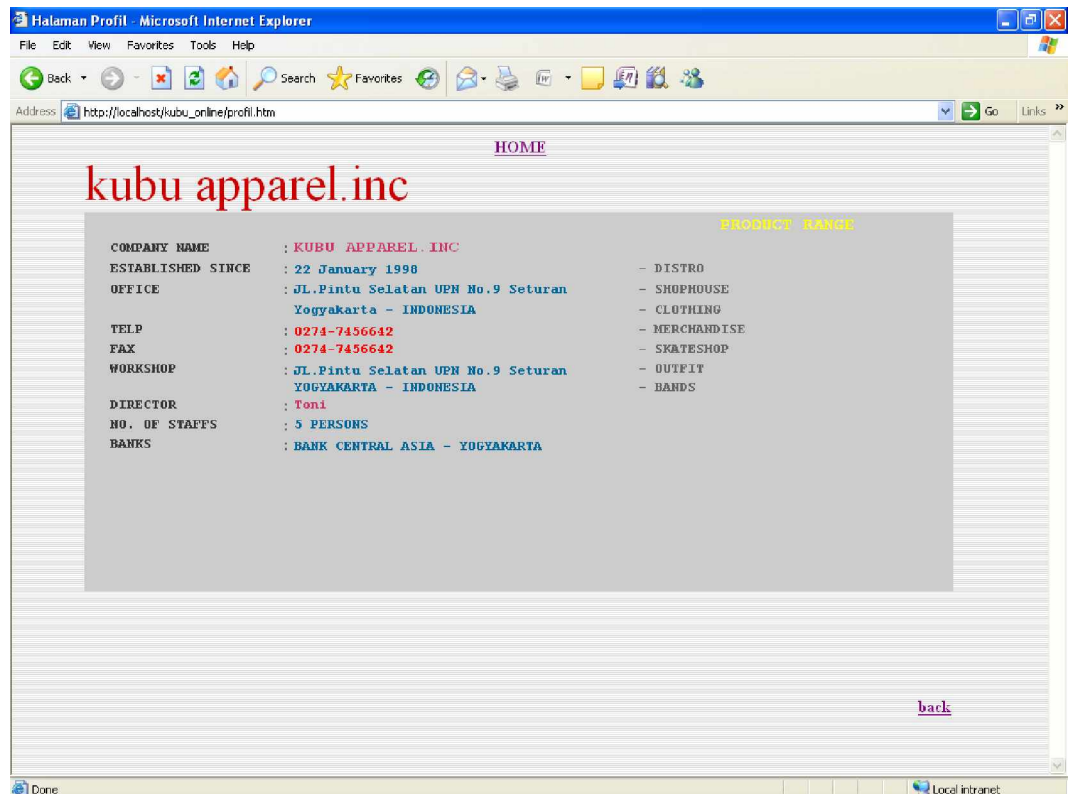 Halaman Profil - Microsoft Internet Explorer
File Edit View Favorites Tools Help
Back Search Favorites
Address http://localhost/kubu_online/profil.htm Go Links »
HOME
kubu apparel.inc
PRODUCT RANGE
COMPANY NAME : KUBU APPAREL.INC
ESTABLISHED SINCE : 22 January 1998 - DISTRO
OFFICE : JL.Pintu Selatan UPN No.9 Seturan - SHOPHOUSE
Yogyakarta - INDONESIA - CLOTHING
TELP : 0274-7456642 - MERCHANDISE
FAX : 0274-7456642 - SKATESHOP
WORKSHOP : JL.Pintu Selatan UPN No.9 Seturan - OUTFIT
YOGYAKARTA - INDONESIA - BANDS
DIRECTOR : Toni
NO. OF STAFFS : 5 PERSONS
BANKS : BANK CENTRAL ASIA - YOGYAKARTA
back
Done Local intranet